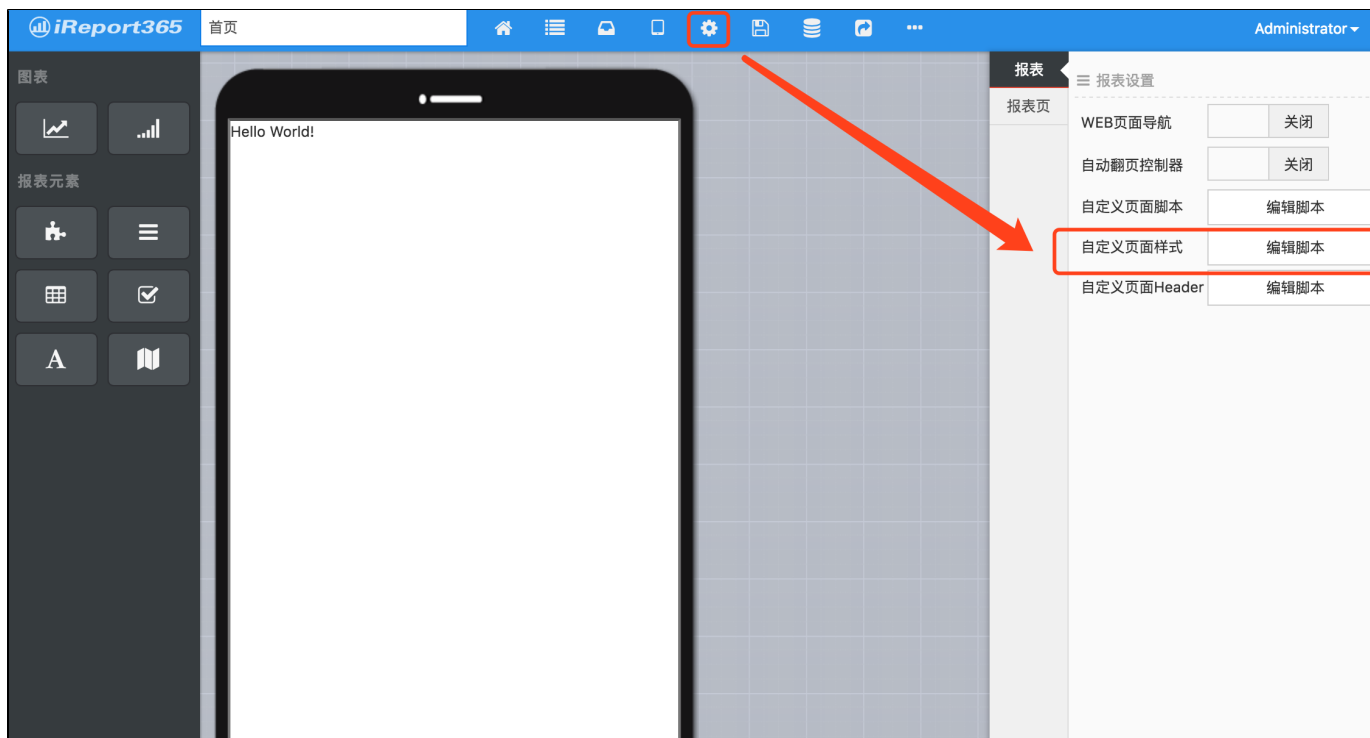 iReport365
首页
Administrator
图表
报表元素
A
Hello World!
报表
报表页
报表设置
WEB页面导航 关闭
自动翻页控制器 关闭
自定义页面脚本 编辑脚本
自定义页面样式 编辑脚本
自定义页面Header 编辑脚本